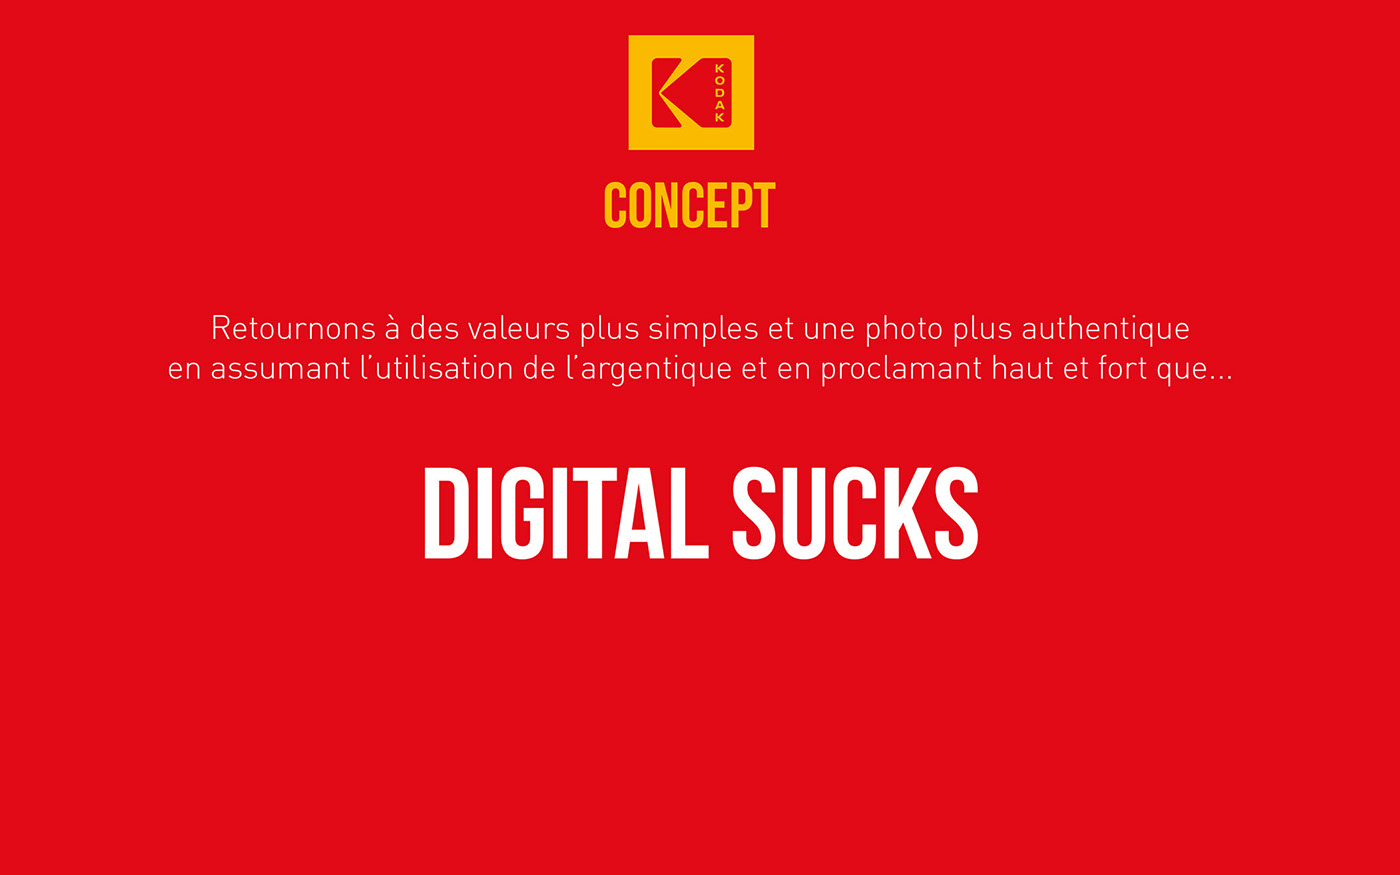 KODAK
CONCEPT
Retournons à des valeurs plus simples et une photo plus authentique
en assumant l’utilisation de l’argentique et en proclamant haut et fort que...
DIGITAL SUCKS